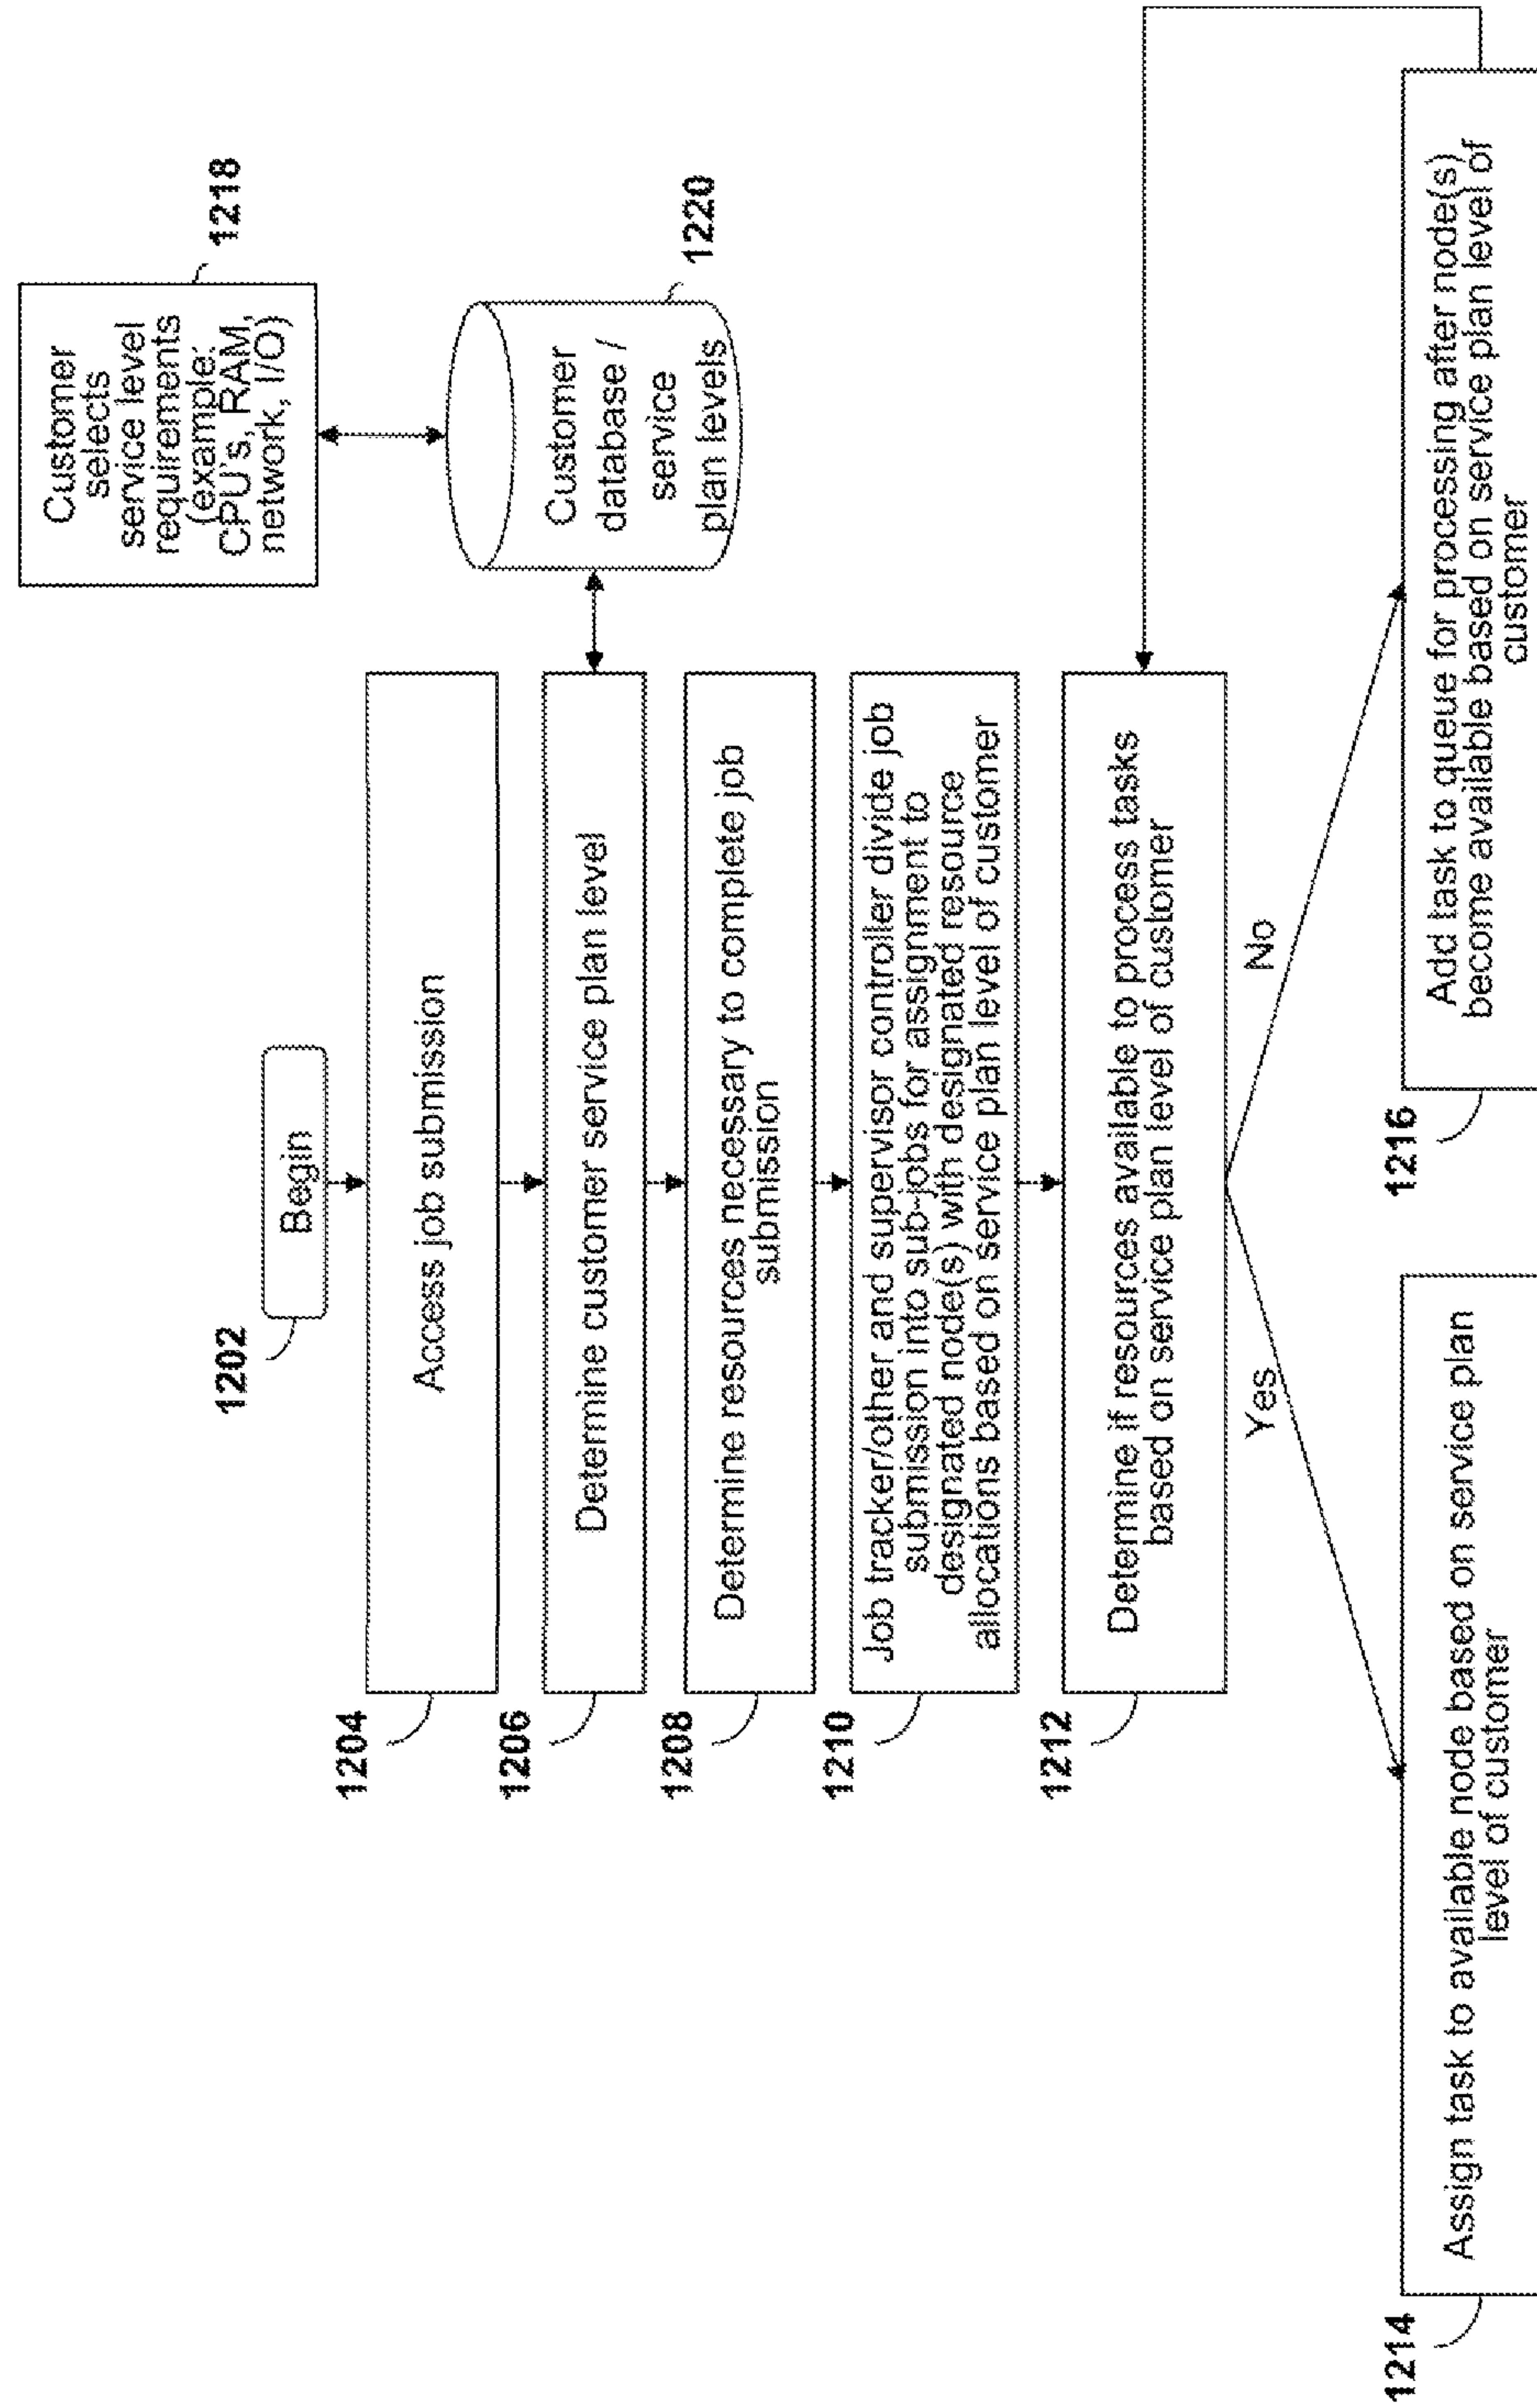 1202
Begin
Customer
selects
service level
requirements
(example:
CPU's, RAM,
network, I/O)
1218
1204
Access job submission
Customer
database /
service
plan levels
1220
1206
Determine customer service plan level
1208
Determine resources necessary to complete job
submission
1210
Job tracker/other and supervisor controller divide job
submission into sub-jobs for assignment to
designated node(s) with designated resource
allocations based on service plan level of customer
1212
Determine if resources available to process tasks
based on service plan level of customer
Yes
No
1214
Assign task to available node based on service plan
level of customer
1216
Add task to queue for processing after node(s)
become available based on service plan level of
customer